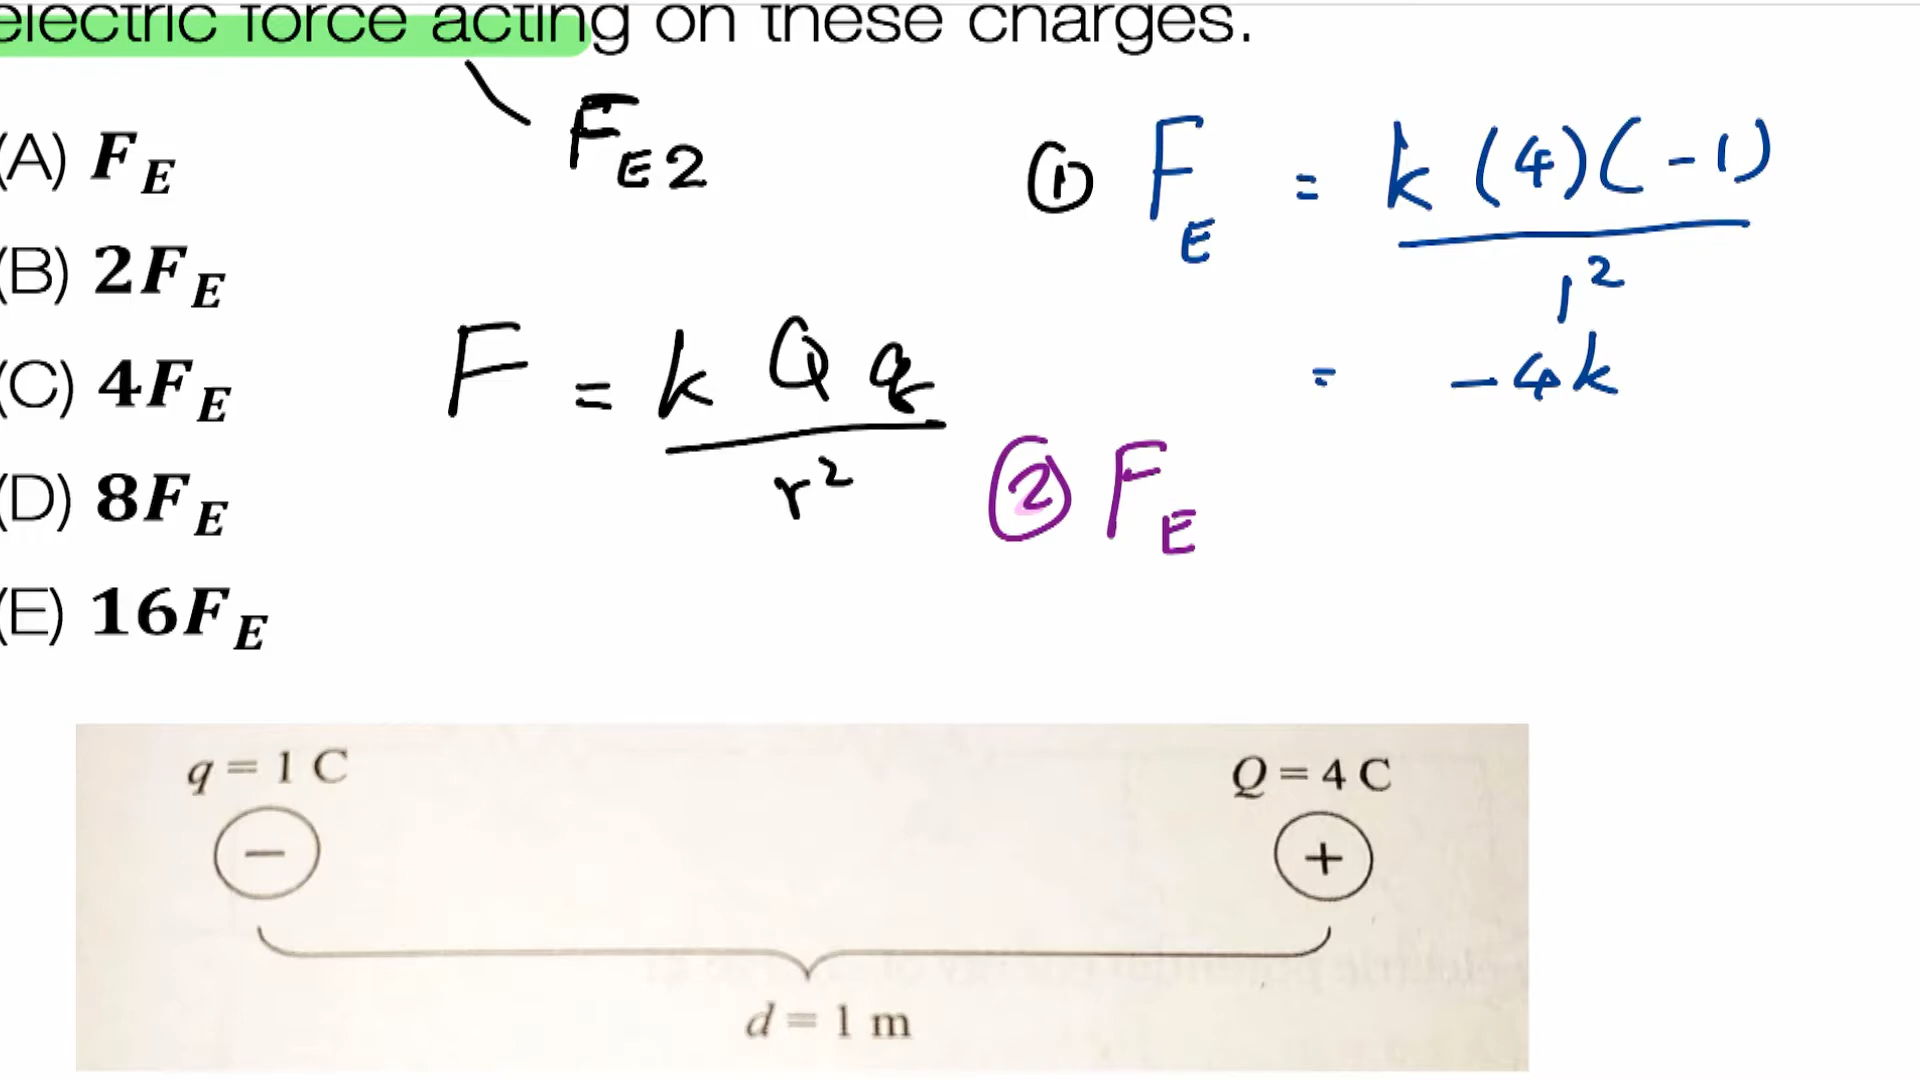 electric force acting on these charges.
F_E2
(A) F_E
(B) 2F_E
(C) 4F_E
(D) 8F_E
(E) 16F_E
F = k Q q / r²
① F_E = k (4)(-1) / 1²
= -4k
② F_E
q = 1 C
Q = 4 C
−
+
d = 1 m